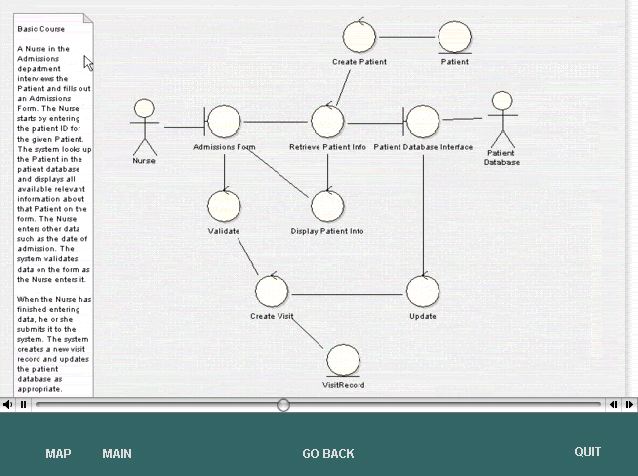 Basic Course
A Nurse in the
Admissions
department
interviews the
Patient and fills out
an Admissions
Form. The Nurse
starts by entering
the patient ID for
the given Patient.
The system looks up
the Patient in the
patient database
and displays all
available relevant
information about
that Patient on the
form. The Nurse
enters other data
such as the date of
admission. The
system validates
data on the form as
the Nurse enters it.
When the Nurse has
finished entering
data, he or she
submits it to the
system. The system
creates a new visit
record and updates
the patient
database as
appropriate.
Create Patient
Patient
Nurse
Admissions Form
Retrieve Patient Info
Patient Database Interface
Patient
Database
Validate
Display Patient Info
Create Visit
Update
VisitRecord
MAP
MAIN
GO BACK
QUIT